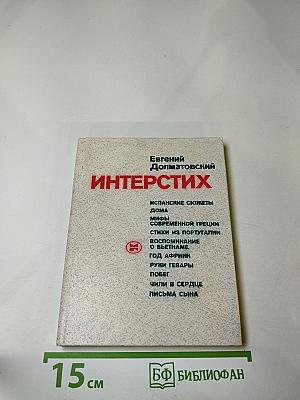 Евгений
Долматовский
ИНТЕРСТИХ
ИСПАНСКИЕ СЮЖЕТЫ
ДОМА
МИФЫ
СОВРЕМЕННОЙ ГРЕЦИИ
СТИХИ ИЗ ПОРТУГАЛИИ
ВОСПОМИНАНИЕ
О ВЬЕТНАМЕ
ГОД АФРИКИ
РУКИ ГЕВАРЫ
ПОБЕГ
ЧИЛИ В СЕРДЦЕ
ПИСЬМА СЫНА
15 см
БФ БИБЛИОФАН